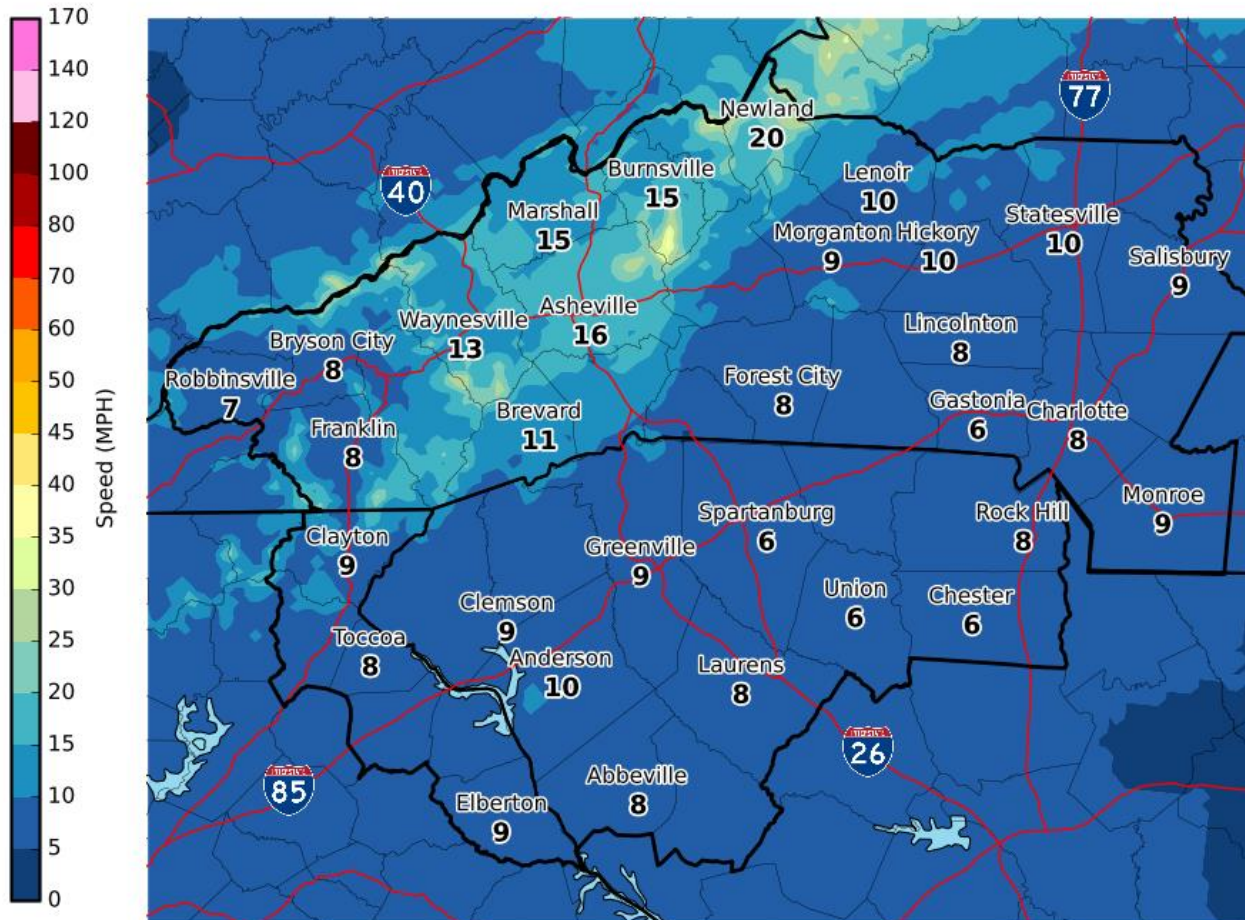 170
140
120
100
80
70
60
50
45
40
35
30
25
20
15
10
5
0
Speed (MPH)
77
Newland
20
40
Burnsville
15
Lenoir
10
Marshall
15
Statesville
10
Morganton Hickory
9 10
Salisbury
9
Asheville
16
Waynesville
13
Lincolnton
8
Bryson City
8
Robbinsville
7
Forest City
8
Gastonia
6
Charlotte
8
Brevard
11
Franklin
8
Monroe
9
Spartanburg
6
Rock Hill
8
Clayton
9
Greenville
9
Union
6
Chester
6
Clemson
9
Toccoa
8
Anderson
10
Laurens
8
26
85
Abbeville
8
Elberton
9